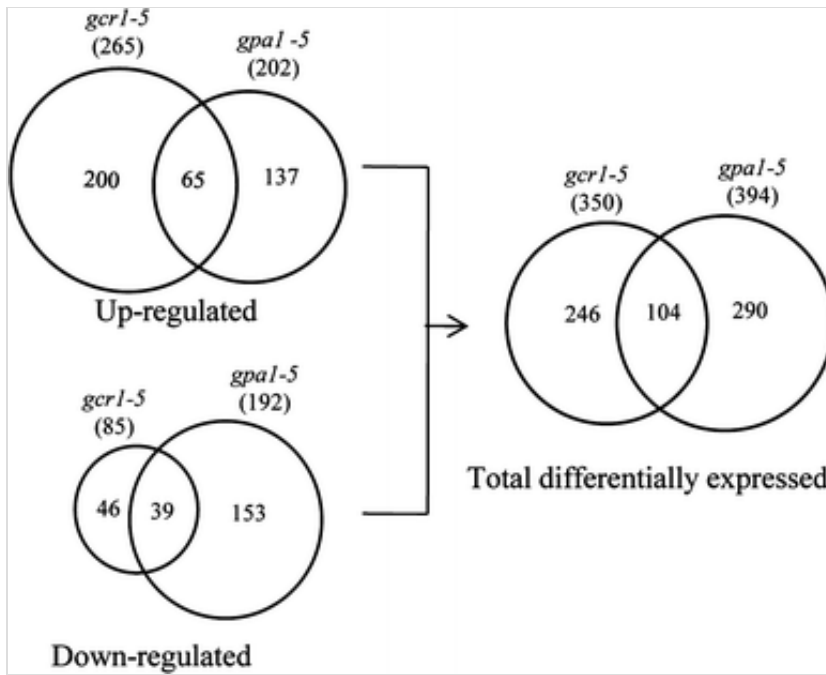 gcr1-5
(265)
gpa1-5
(202)
200
65
137
Up-regulated
gcr1-5
(85)
gpa1-5
(192)
46
39
153
Down-regulated
gcr1-5
(350)
gpa1-5
(394)
246
104
290
Total differentially expressed